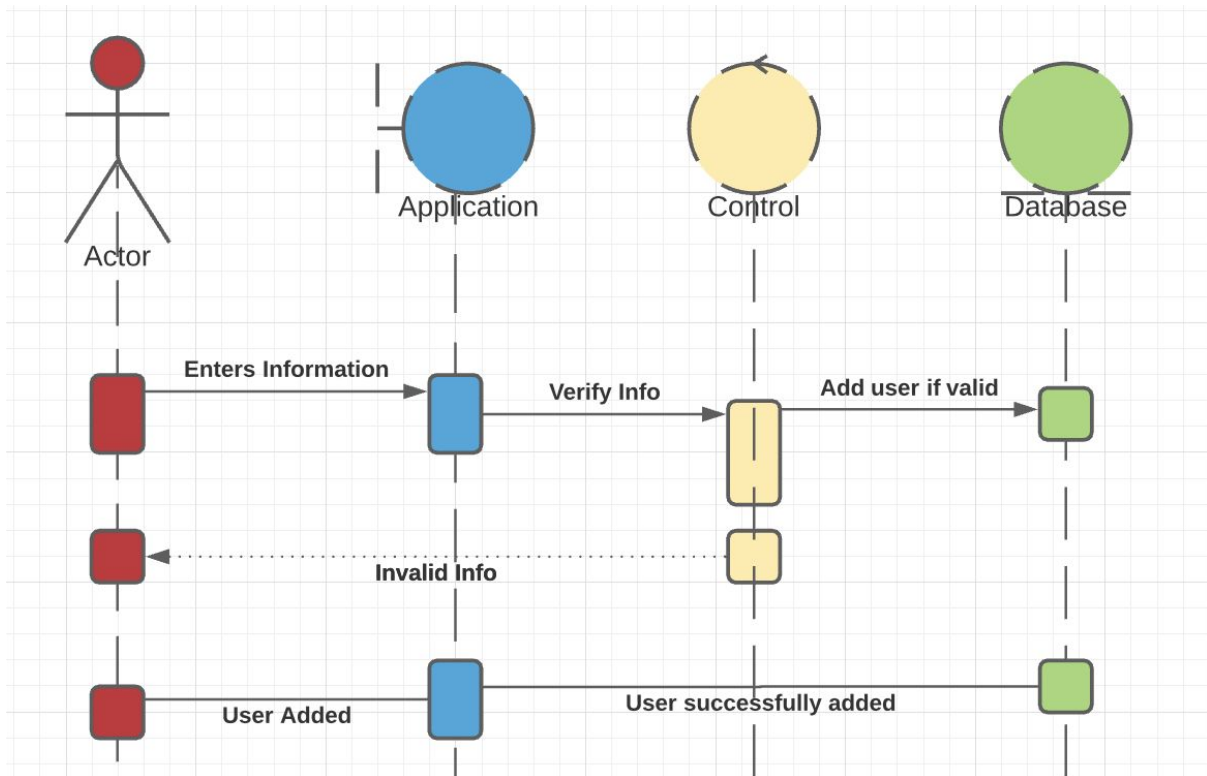 Application
Control
Database
Actor
Enters Information
Verify Info
Add user if valid
Invalid Info
User successfully added
User Added